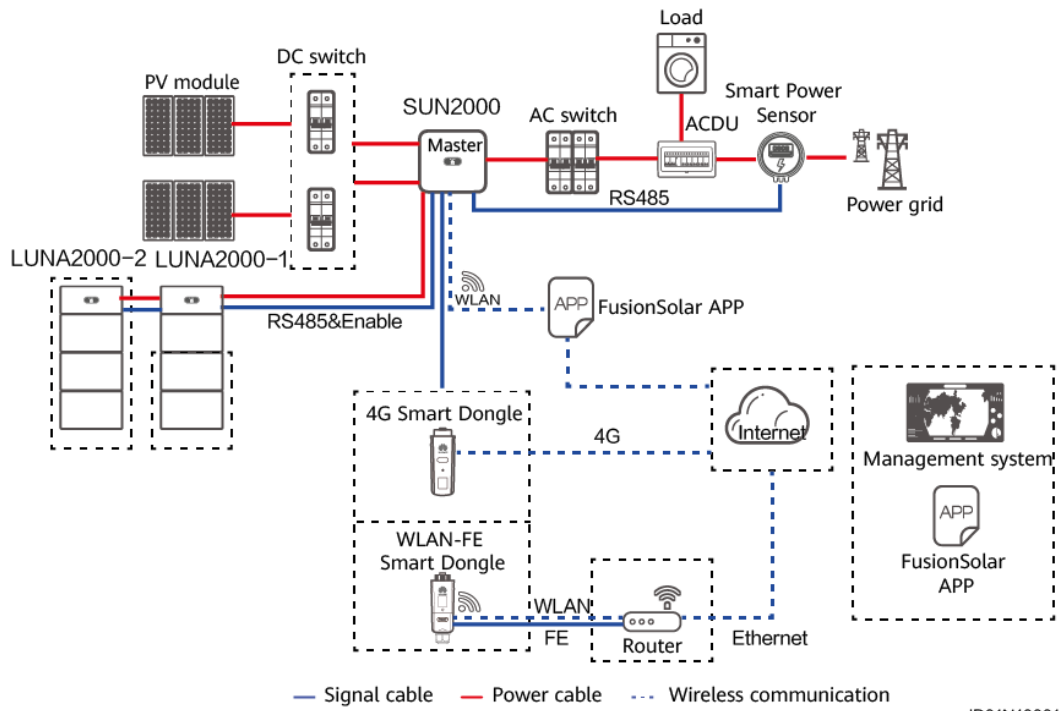 Load
DC switch
PV module
Smart Power
Sensor
SUN2000
AC switch
ACDU
Master
RS485
Power grid
LUNA2000-2
LUNA2000-1
WLAN
APP
FusionSolar APP
RS485&Enable
4G Smart Dongle
4G
Internet
Management system
APP
FusionSolar
APP
WLAN-FE
Smart Dongle
WLAN
FE
Router
Ethernet
Signal cable
Power cable
Wireless communication